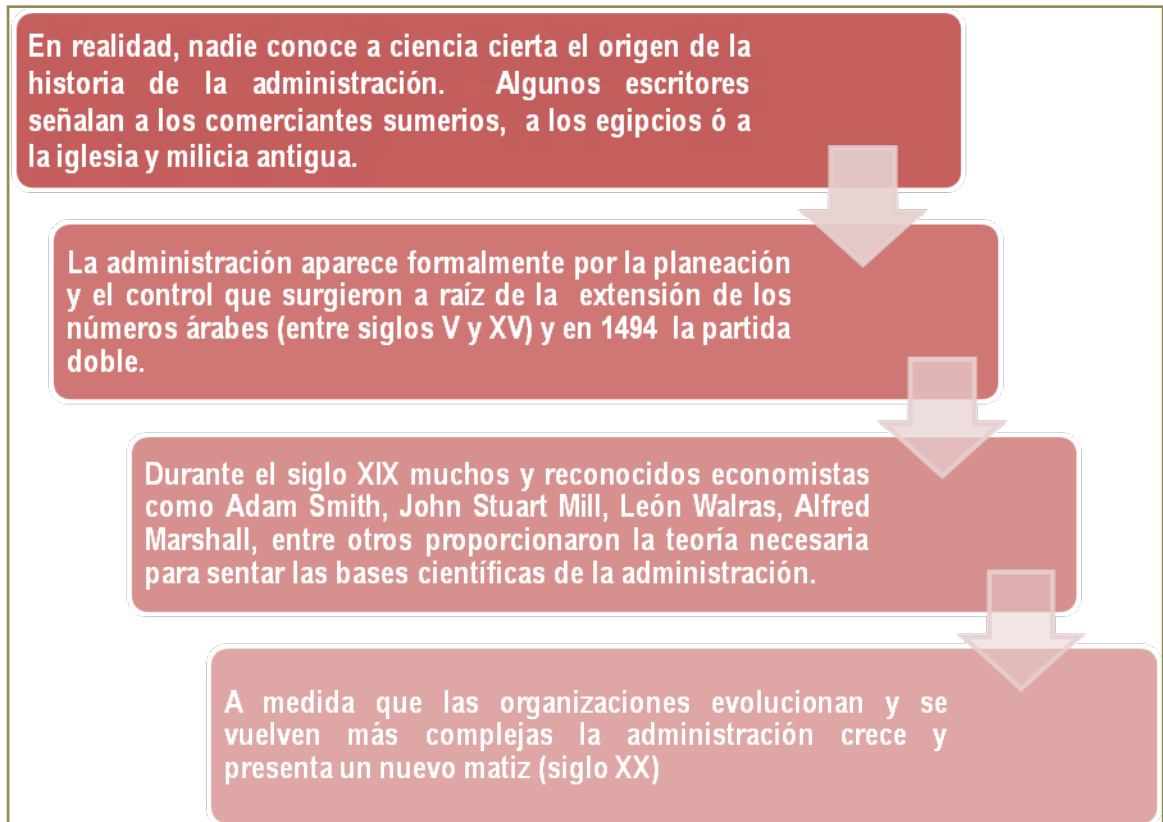 En realidad, nadie conoce a ciencia cierta el origen de la
historia de la administración. Algunos escritores
señalan a los comerciantes sumerios, a los egipcios ó a
la iglesia y milicia antigua.
La administración aparece formalmente por la planeación
y el control que surgieron a raíz de la extensión de los
números árabes (entre siglos V y XV) y en 1494 la partida
doble.
Durante el siglo XIX muchos y reconocidos economistas
como Adam Smith, John Stuart Mill, León Walras, Alfred
Marshall, entre otros proporcionaron la teoría necesaria
para sentar las bases científicas de la administración.
A medida que las organizaciones evolucionan y se
vuelven más complejas la administración crece y
presenta un nuevo matiz (siglo XX)